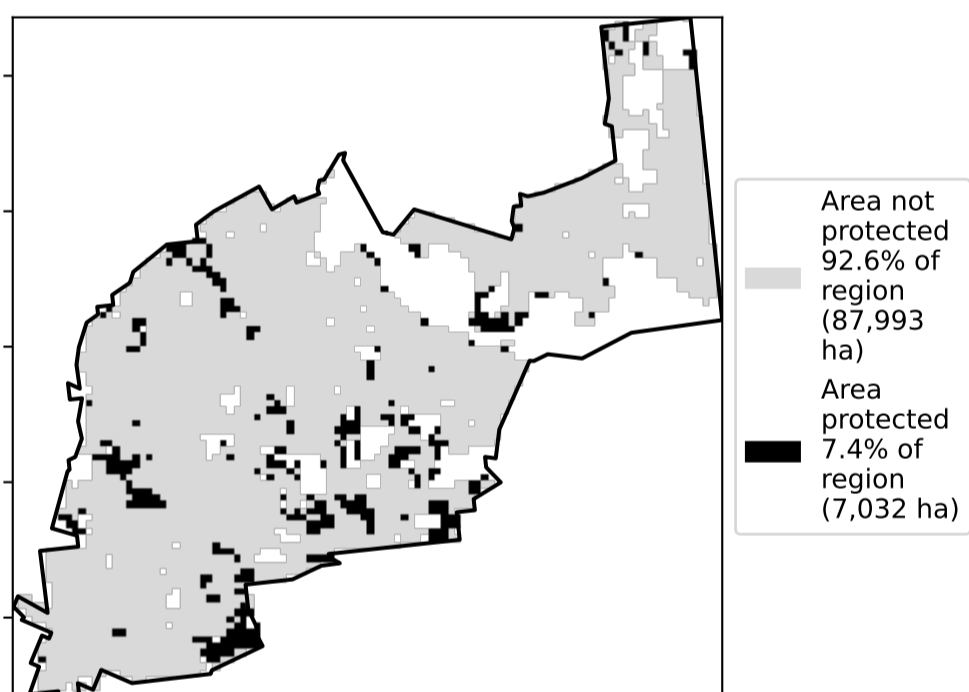 Area not
protected
92.6% of
region
(87,993
ha)
Area
protected
7.4% of
region
(7,032 ha)